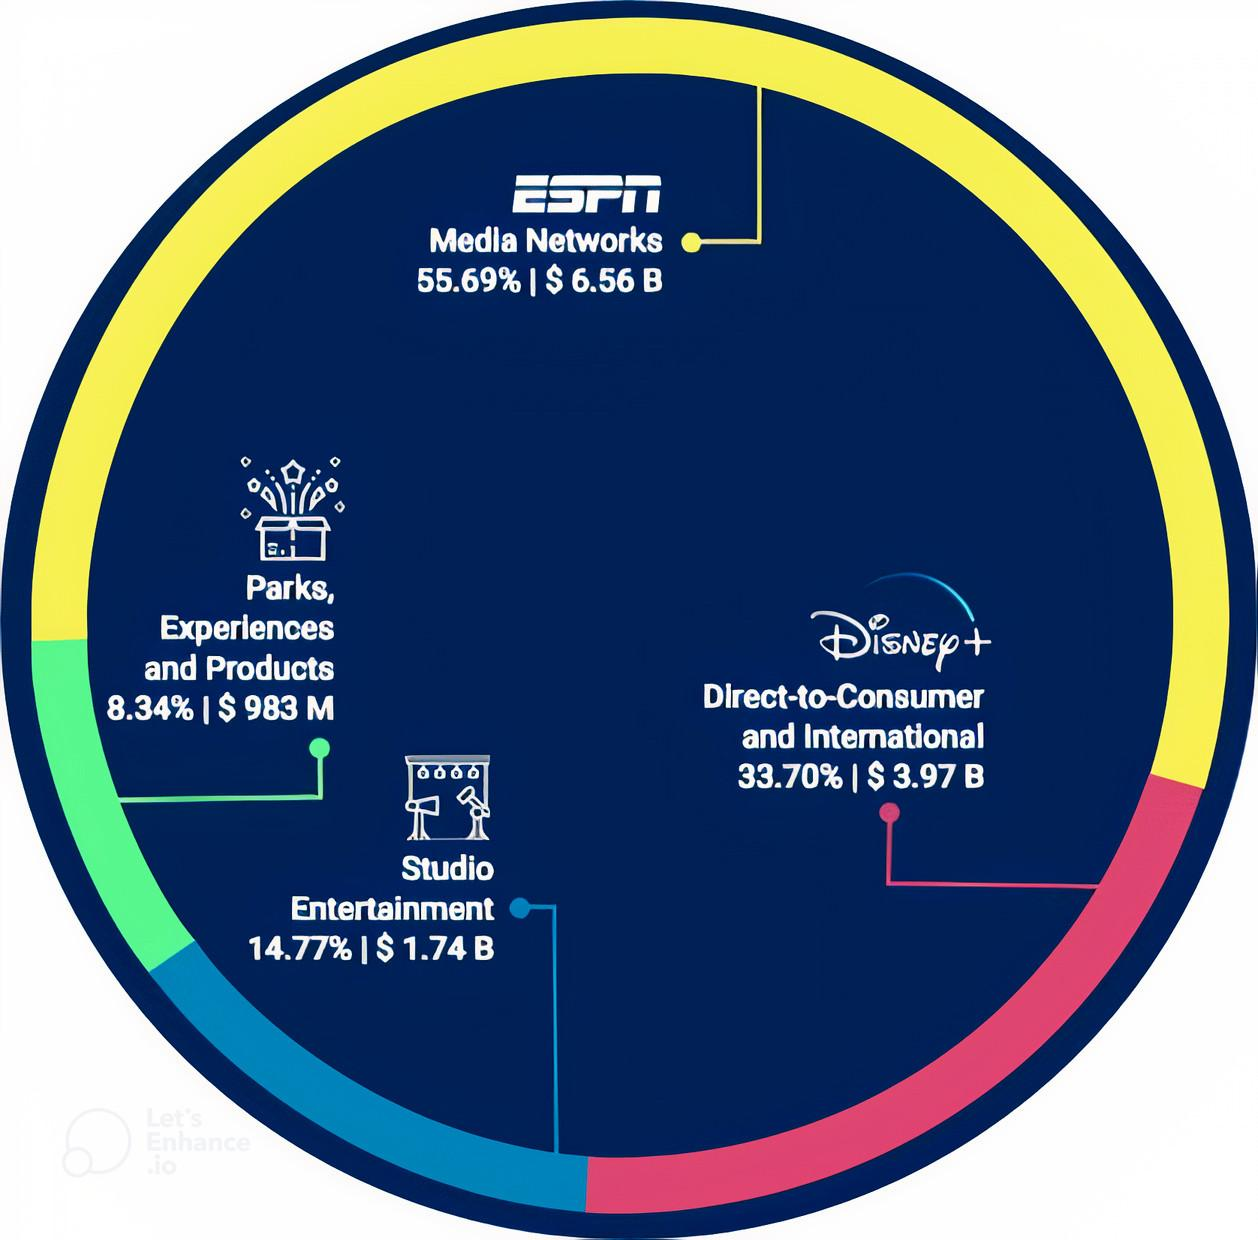 ESPN
Media Networks
55.69% | $ 6.56 B
Parks,
Experiences
and Products
8.34% | $ 983 M
Disney+
Direct-to-Consumer
and International
33.70% | $ 3.97 B
Studio
Entertainment
14.77% | $ 1.74 B
Let's
Enhance
.io